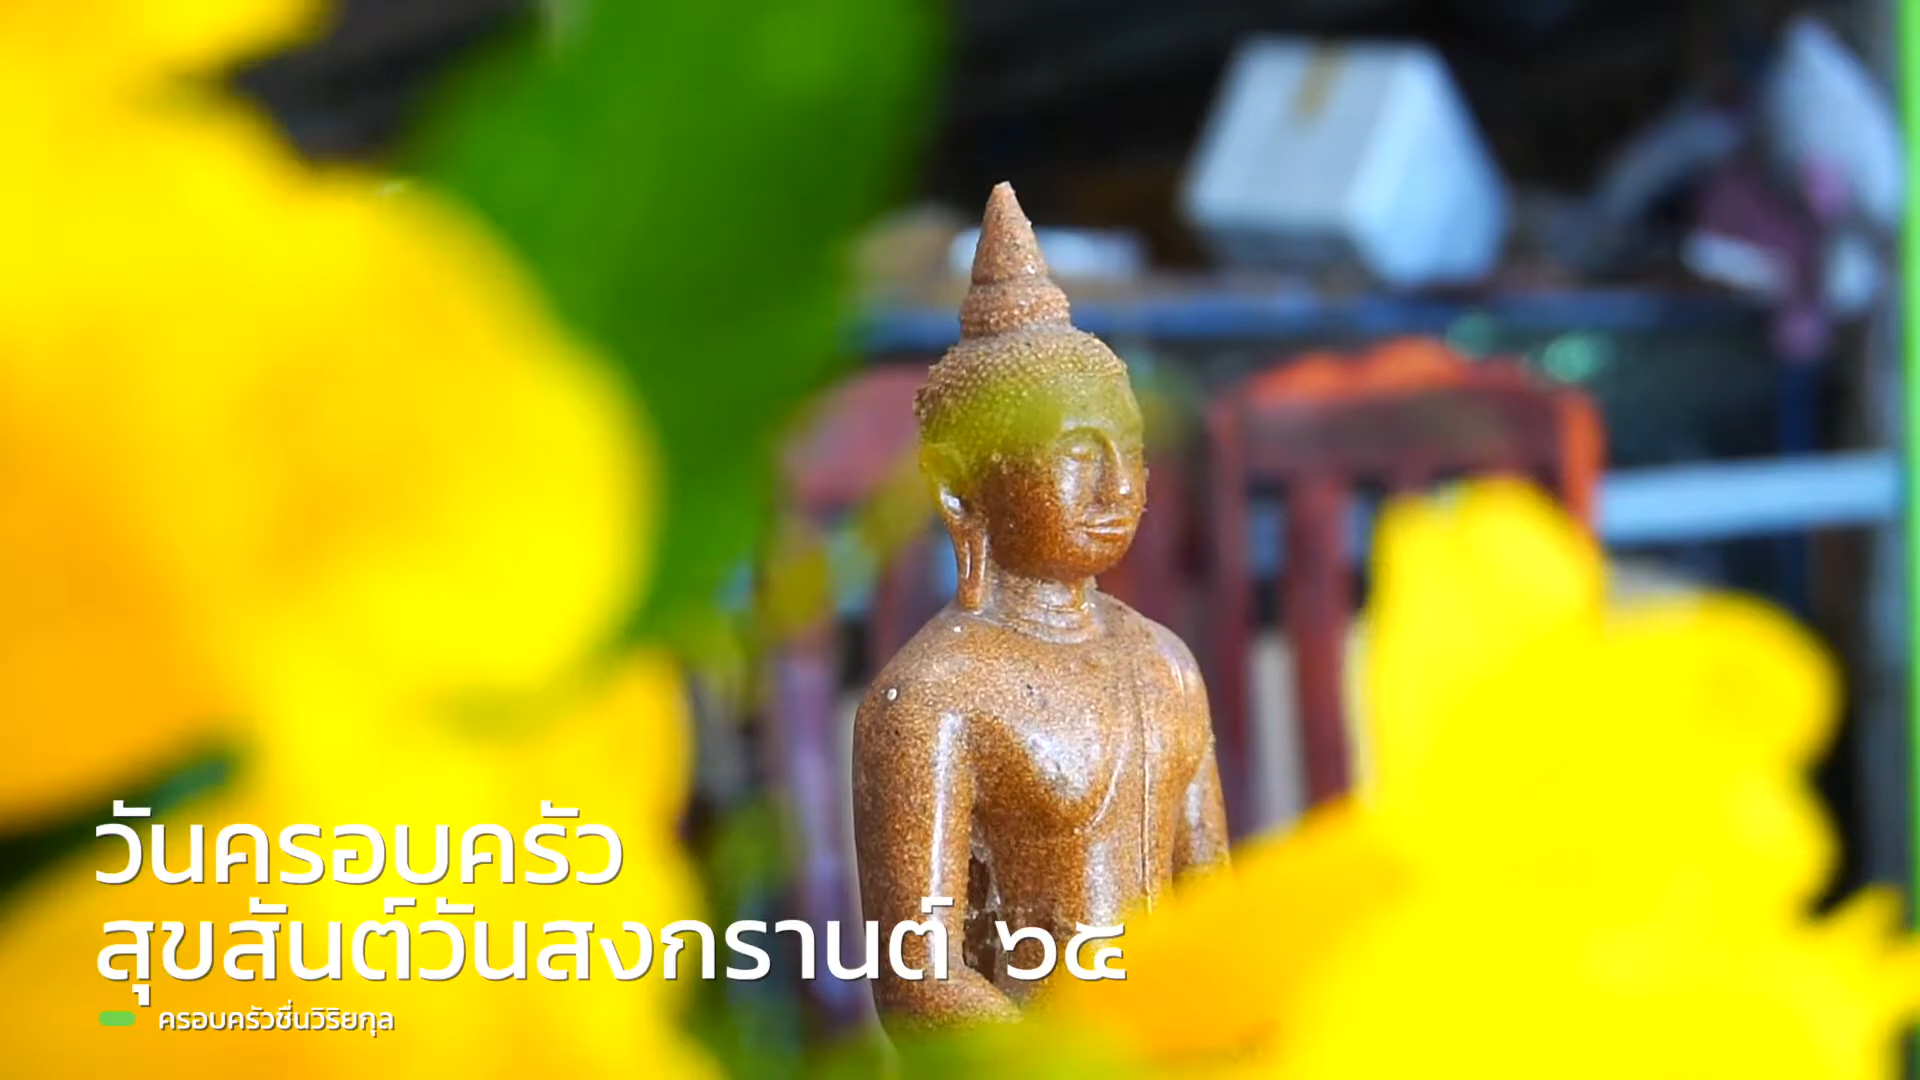 วันครอบครัว
สุขสันต์วันสงกรานต์ ๖๕
ครอบครัวชื่นวิริยกุล